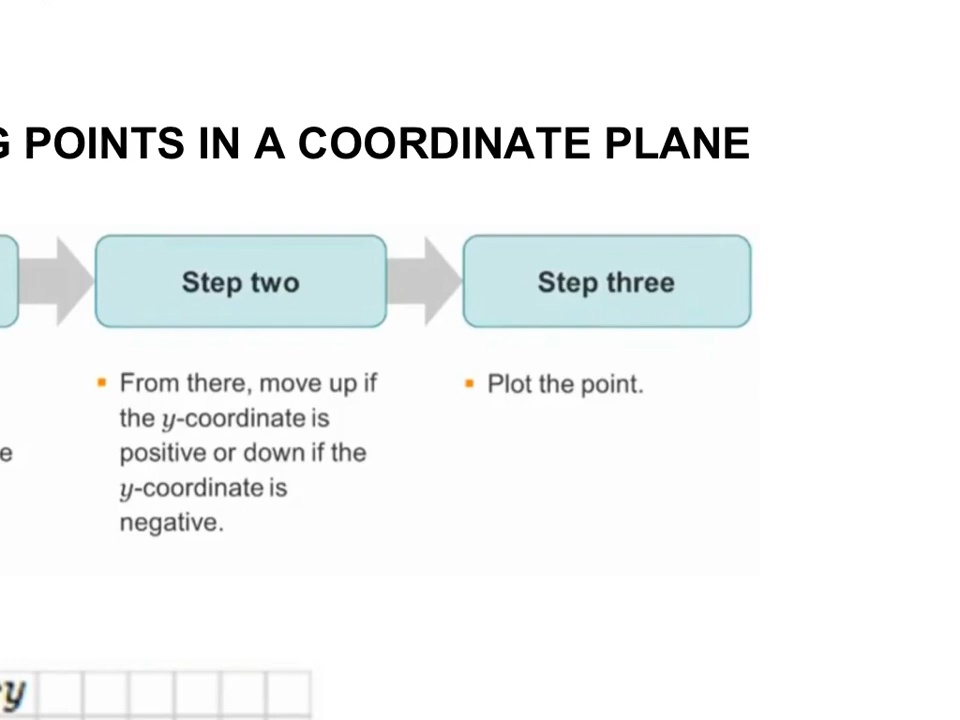 G POINTS IN A COORDINATE PLANE
Step two
Step three
▪ From there, move up if
the y-coordinate is
positive or down if the
y-coordinate is
negative.
▪ Plot the point.
e
y